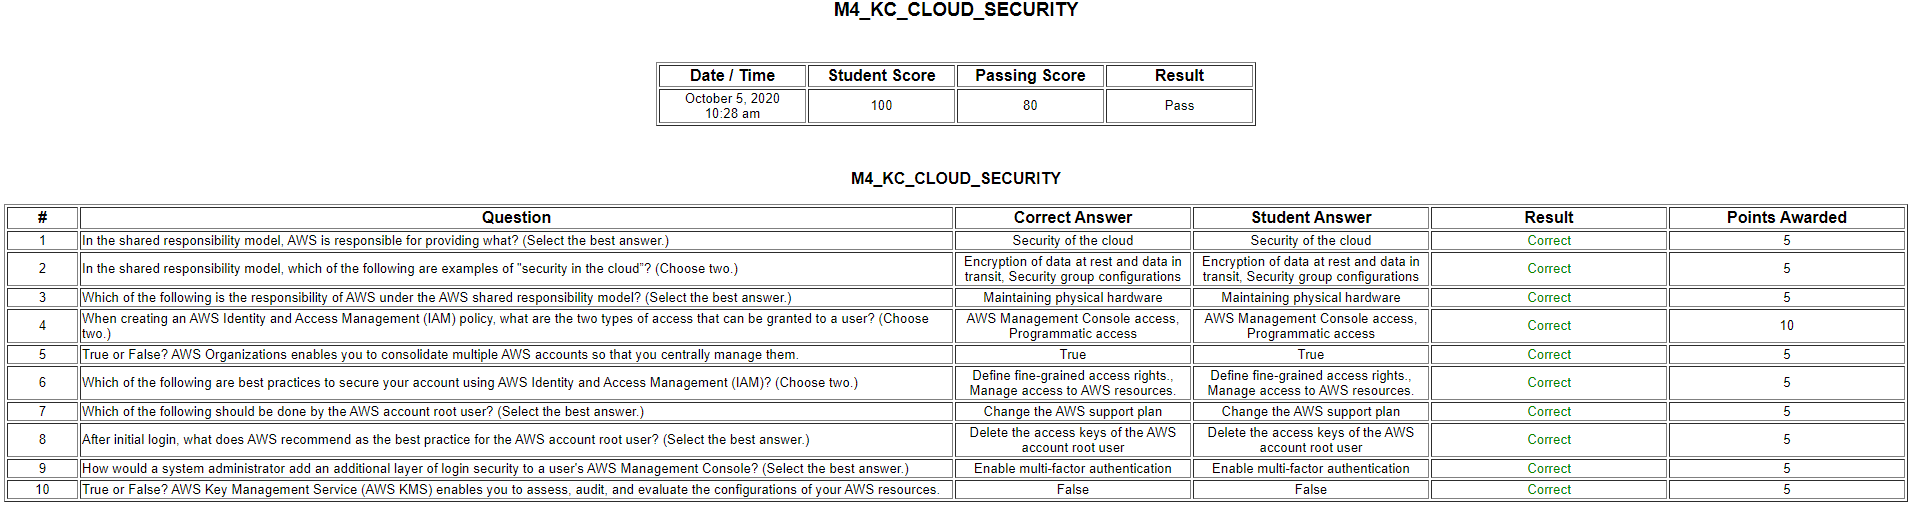 M4_KC_CLOUD_SECURITY
Date / Time Student Score Passing Score Result
October 5, 2020
10:28 am 100 80 Pass
M4_KC_CLOUD_SECURITY
# Question Correct Answer Student Answer Result Points Awarded
1 In the shared responsibility model, AWS is responsible for providing what? (Select the best answer.) Security of the cloud Security of the cloud Correct 5
2 In the shared responsibility model, which of the following are examples of "security in the cloud"? (Choose two.) Encryption of data at rest and data in transit, Security group configurations Encryption of data at rest and data in transit, Security group configurations Correct 5
3 Which of the following is the responsibility of AWS under the AWS shared responsibility model? (Select the best answer.) Maintaining physical hardware Maintaining physical hardware Correct 5
4 When creating an AWS Identity and Access Management (IAM) policy, what are the two types of access that can be granted to a user? (Choose two.) AWS Management Console access, Programmatic access AWS Management Console access, Programmatic access Correct 10
5 True or False? AWS Organizations enables you to consolidate multiple AWS accounts so that you centrally manage them. True True Correct 5
6 Which of the following are best practices to secure your account using AWS Identity and Access Management (IAM)? (Choose two.) Define fine-grained access rights., Manage access to AWS resources. Define fine-grained access rights., Manage access to AWS resources. Correct 5
7 Which of the following should be done by the AWS account root user? (Select the best answer.) Change the AWS support plan Change the AWS support plan Correct 5
8 After initial login, what does AWS recommend as the best practice for the AWS account root user? (Select the best answer.) Delete the access keys of the AWS account root user Delete the access keys of the AWS account root user Correct 5
9 How would a system administrator add an additional layer of login security to a user's AWS Management Console? (Select the best answer.) Enable multi-factor authentication Enable multi-factor authentication Correct 5
10 True or False? AWS Key Management Service (AWS KMS) enables you to assess, audit, and evaluate the configurations of your AWS resources. False False Correct 5